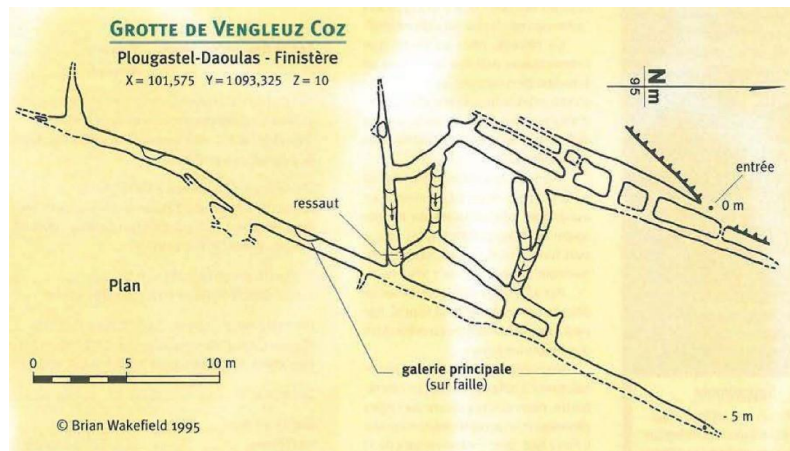 GROTTE DE VENGLEUZ COZ
Plougastel-Daoulas - Finistère
X = 101,575 Y = 1 093,325 Z = 10
N m
95
entrée
0 m
ressaut
Plan
0 5 10 m
galerie principale
(sur faille)
- 5 m
© Brian Wakefield 1995